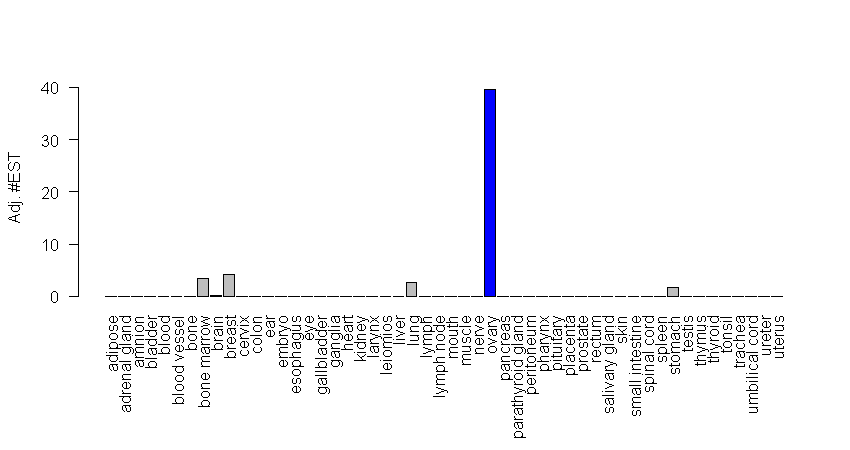 Adj. #EST
40
30
20
10
0
adipose
adrenal gland
amnion
bladder
blood
blood vessel
bone
bone marrow
brain
breast
cervix
colon
ear
embryo
esophagus
eye
gallbladder
ganglia
heart
kidney
larynx
leiomios
liver
lung
lymph
lymph node
mouth
muscle
nerve
ovary
pancreas
parathyroid gland
peritoneum
pharynx
pituitary
placenta
prostate
rectum
salivary gland
skin
small intestine
spinal cord
spleen
stomach
testis
thymus
thyroid
tonsil
trachea
umbilical cord
ureter
uterus